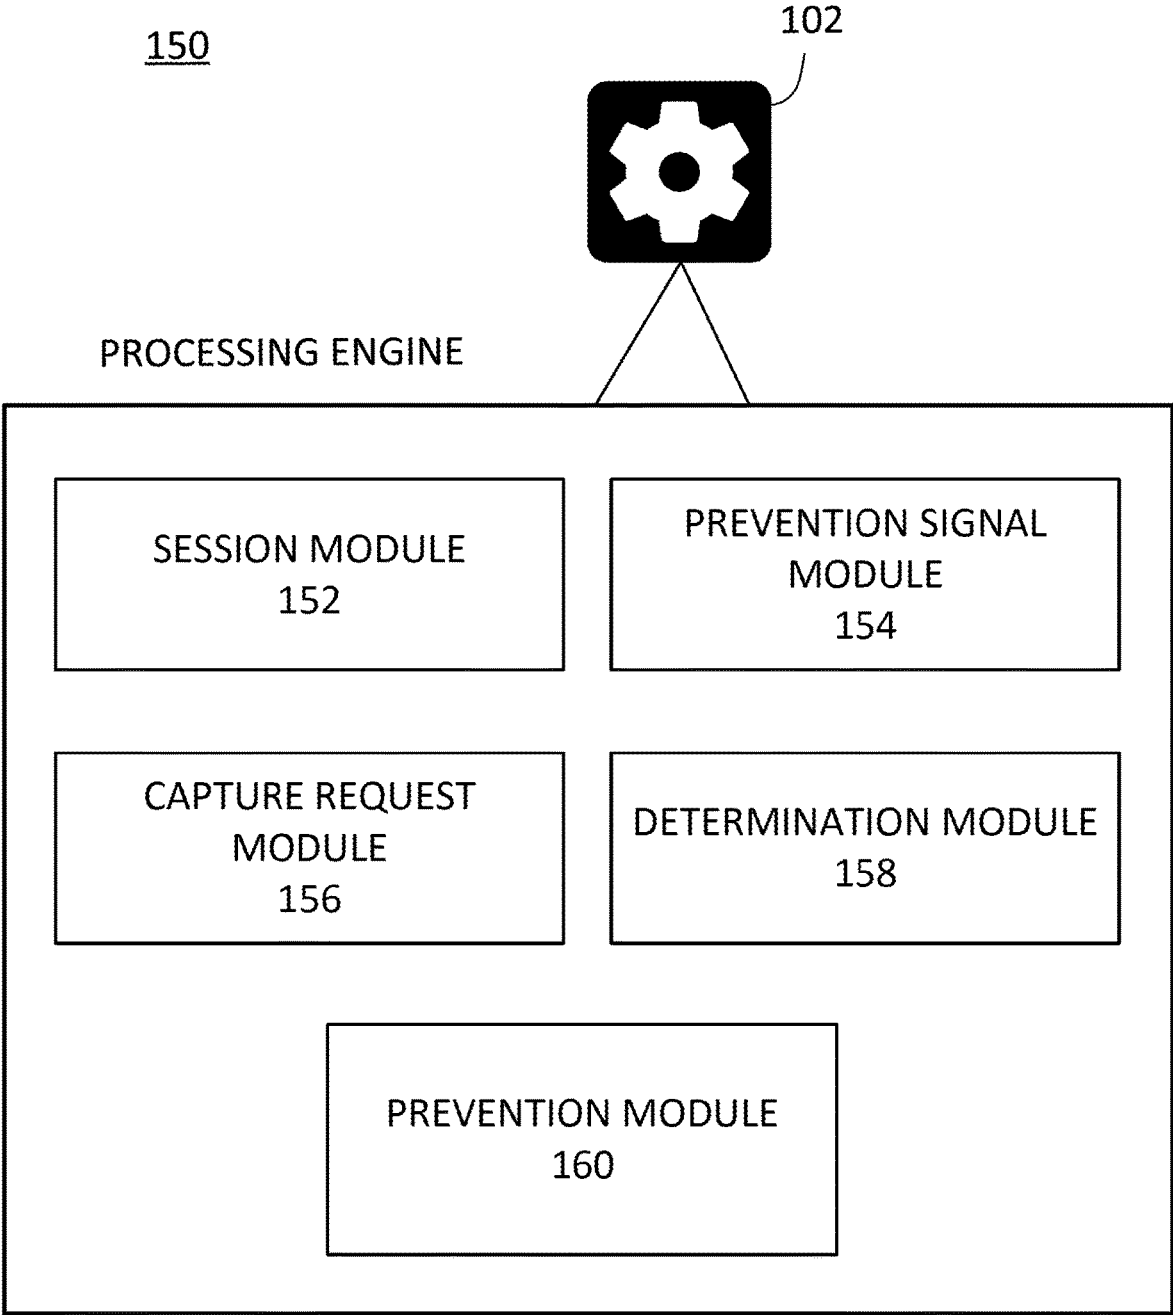 150
102
PROCESSING ENGINE
SESSION MODULE
152
PREVENTION SIGNAL
MODULE
154
CAPTURE REQUEST
MODULE
156
DETERMINATION MODULE
158
PREVENTION MODULE
160